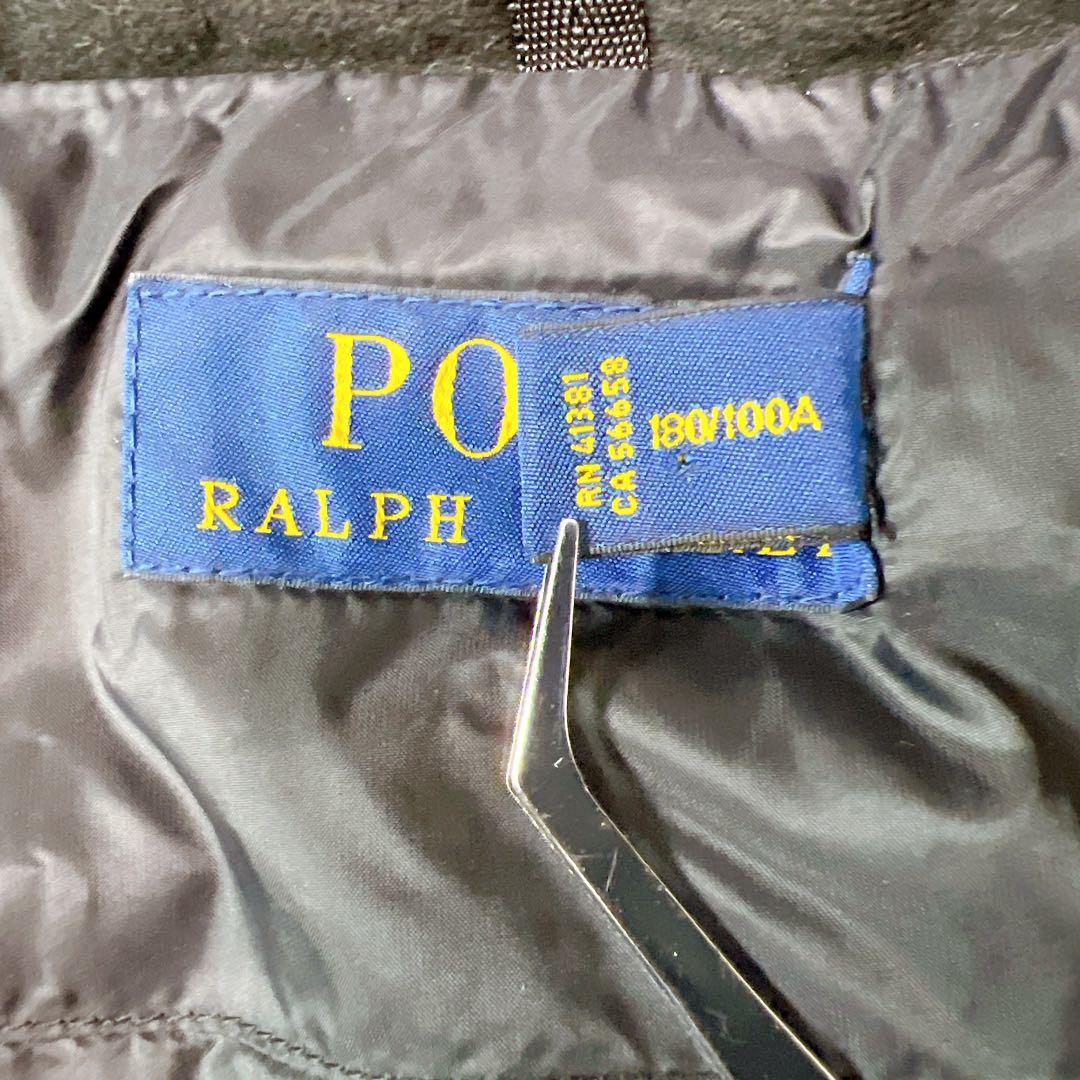 PO
RALPH
RN 41381
CA 56658
180/100A